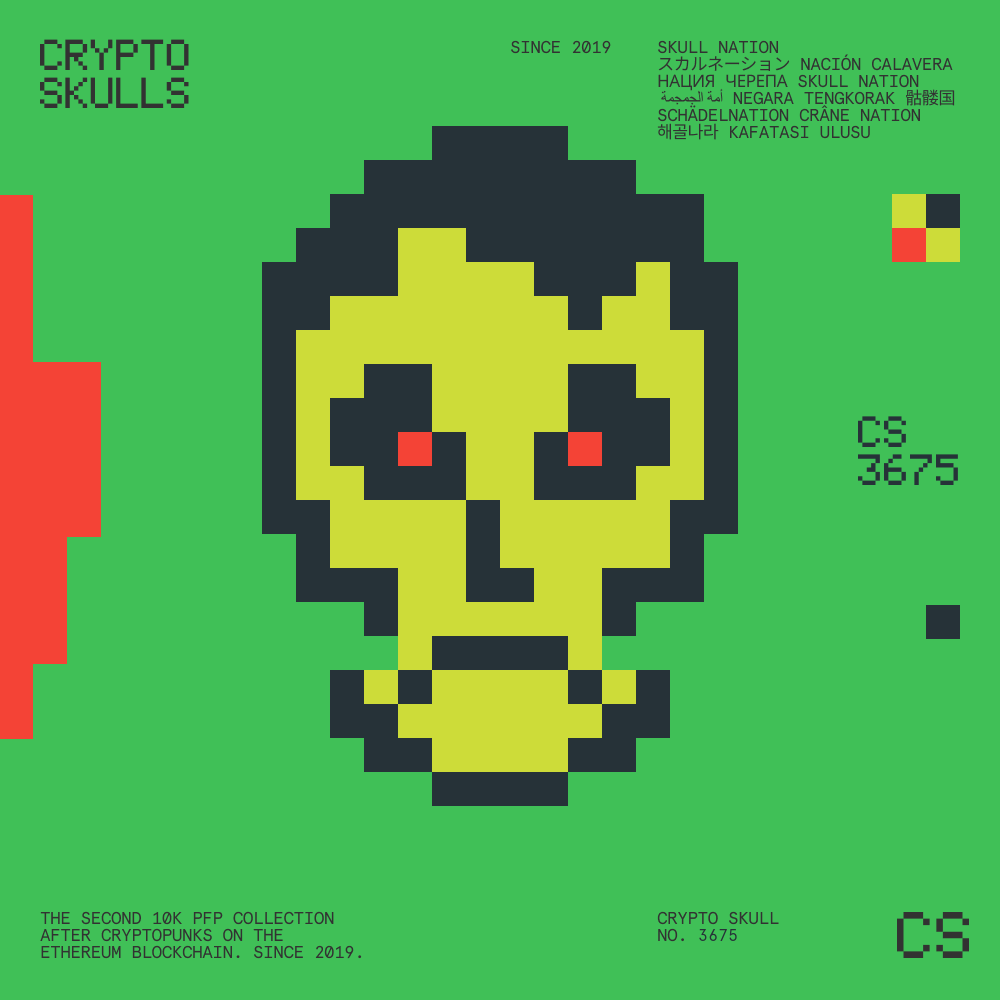 CRYPTO
SKULLS
SINCE 2019
SKULL NATION
スカルネーション NACIÓN CALAVERA
НАЦИЯ ЧЕРЕПА SKULL NATION
أمة الجمجمة NEGARA TENGKORAK 骷髅国
SCHÄDELNATION CRÂNE NATION
해골나라 KAFATASI ULUSU
CS
3675
THE SECOND 10K PFP COLLECTION
AFTER CRYPTOPUNKS ON THE
ETHEREUM BLOCKCHAIN. SINCE 2019.
CRYPTO SKULL
NO. 3675
CS